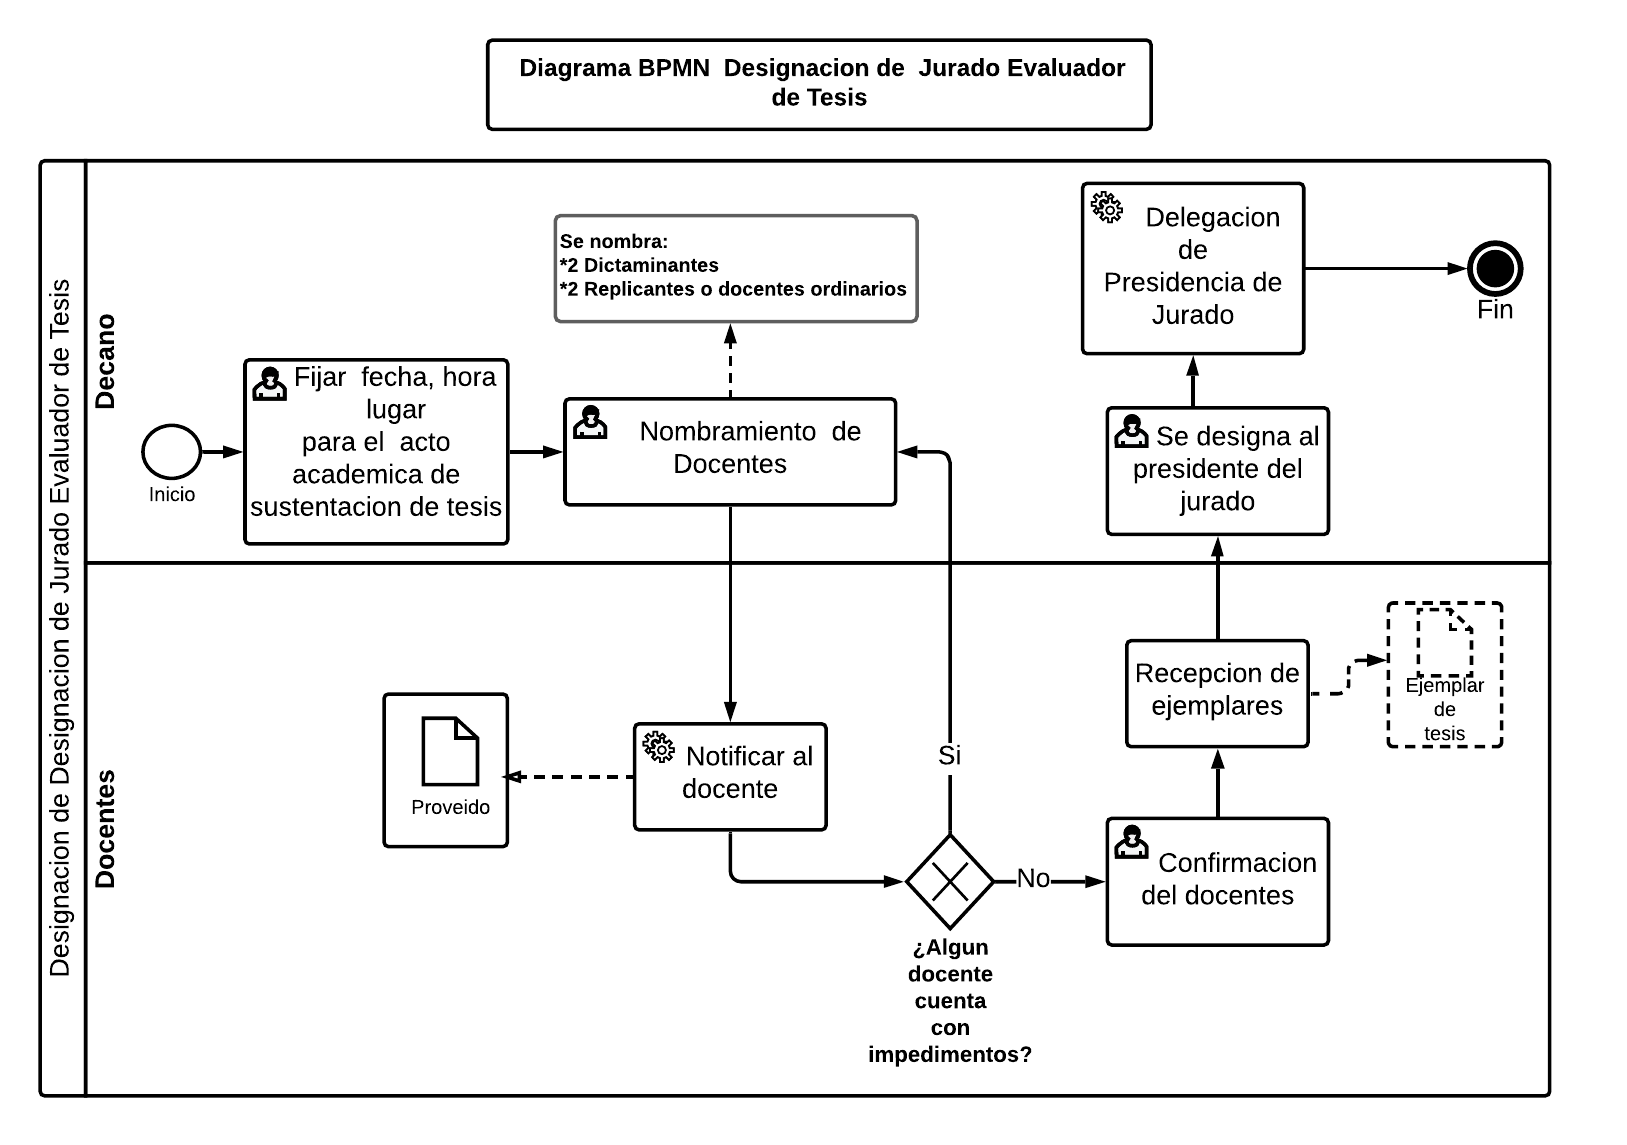 Diagrama BPMN  Designacion de  Jurado Evaluador
de Tesis
Designacion de Designacion de Jurado Evaluador de Tesis
Decano
Inicio
Fijar  fecha, hora
lugar
para el  acto
academica de
sustentacion de tesis
Se nombra:
*2 Dictaminantes
*2 Replicantes o docentes ordinarios
Nombramiento  de
Docentes
Delegacion
de
Presidencia de
Jurado
Fin
Se designa al
presidente del
jurado
Docentes
Proveido
Notificar al
docente
Si
¿Algun
docente
cuenta
con
impedimentos?
No
Confirmacion
del docentes
Recepcion de
ejemplares
Ejemplar
de
tesis